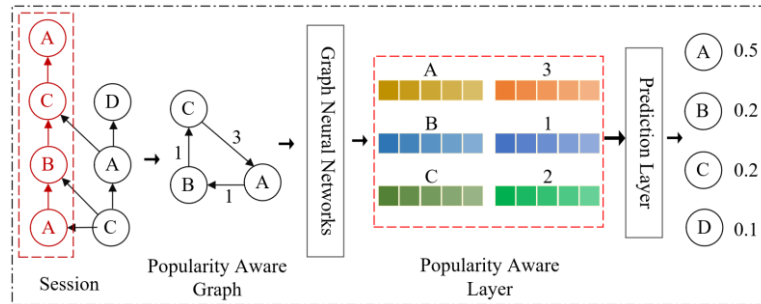 A
C
B
A
D
A
C
Session
C
B
A
3
1
1
Popularity Aware
Graph
Graph Neural Networks
A
3
B
1
C
2
Popularity Aware
Layer
Prediction Layer
A 0.5
B 0.2
C 0.2
D 0.1